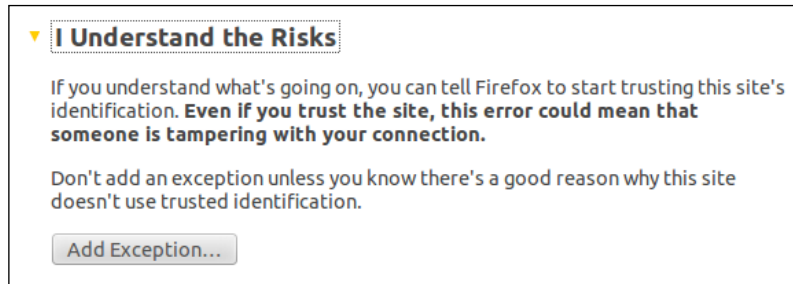 I Understand the Risks
If you understand what's going on, you can tell Firefox to start trusting this site's
identification. Even if you trust the site, this error could mean that
someone is tampering with your connection.
Don't add an exception unless you know there's a good reason why this site
doesn't use trusted identification.
Add Exception...